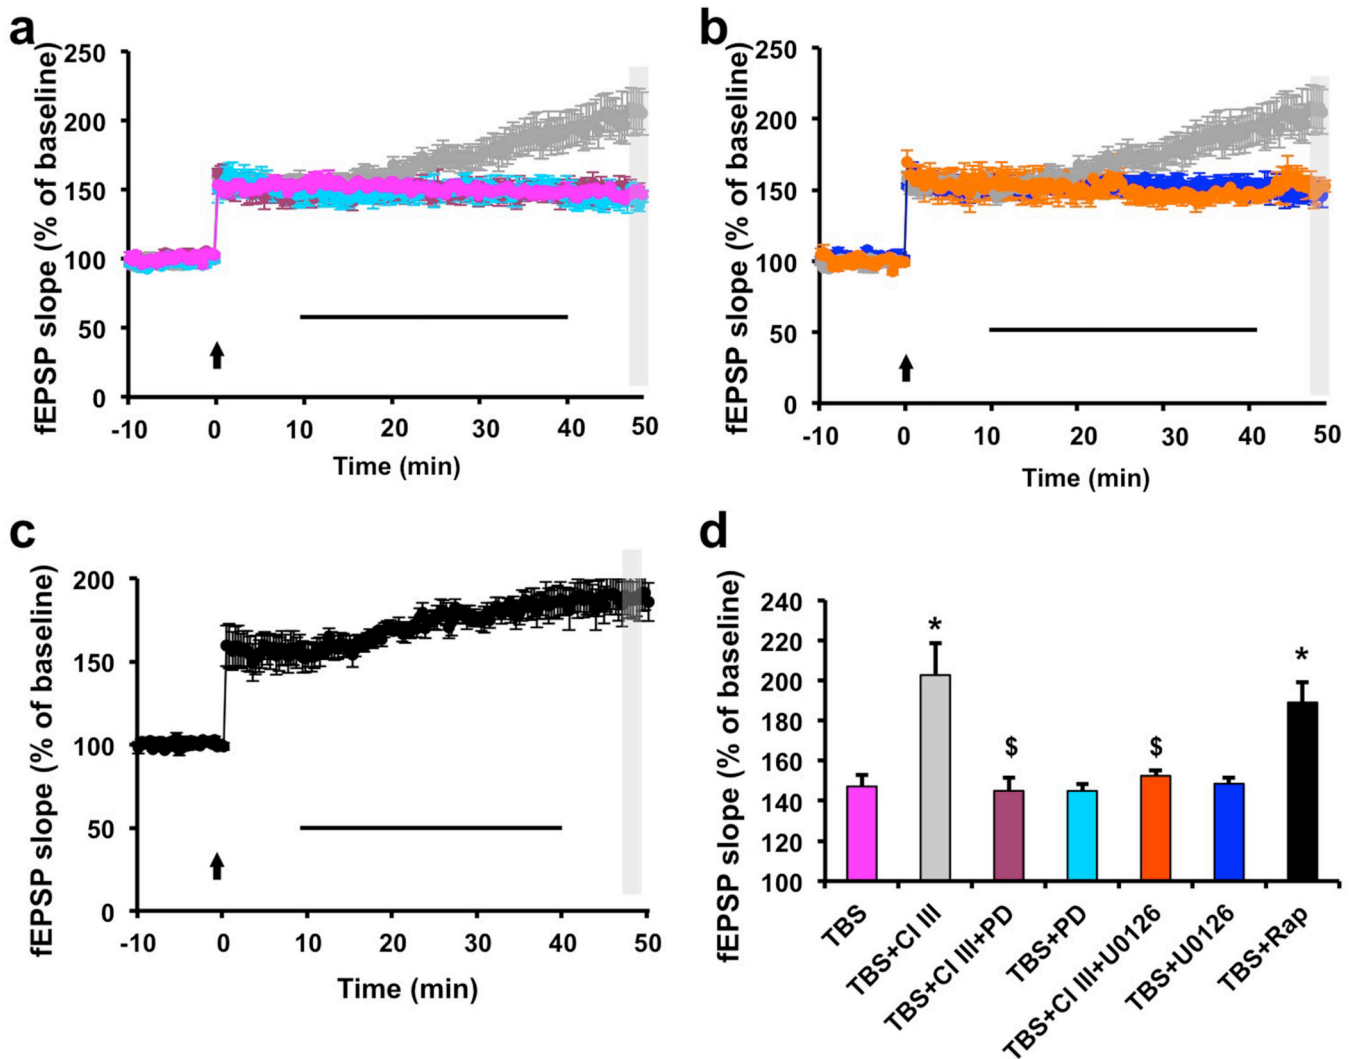 a
fEPSP slope (% of baseline)
250
200
150
100
50
0
-10 0 10 20 30 40 50
Time (min)
b
fEPSP slope (% of baseline)
250
200
150
100
50
0
-10 0 10 20 30 40 50
Time (min)
c
fEPSP slope (% of baseline)
200
150
100
50
0
-10 0 10 20 30 40 50
Time (min)
d
fEPSP slope (% of baseline)
240
220
200
180
160
140
120
100
*
$
$
*
TBS
TBS+CI III
TBS+CI III+PD
TBS+PD
TBS+CI III+U0126
TBS+U0126
TBS+Rap